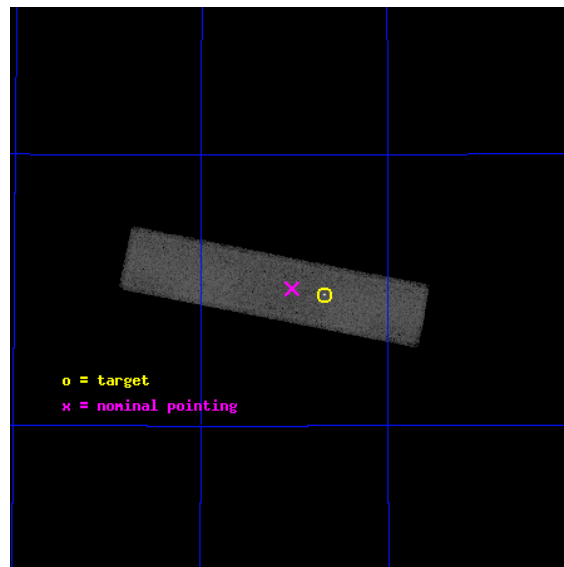 o = target
x = nominal pointing